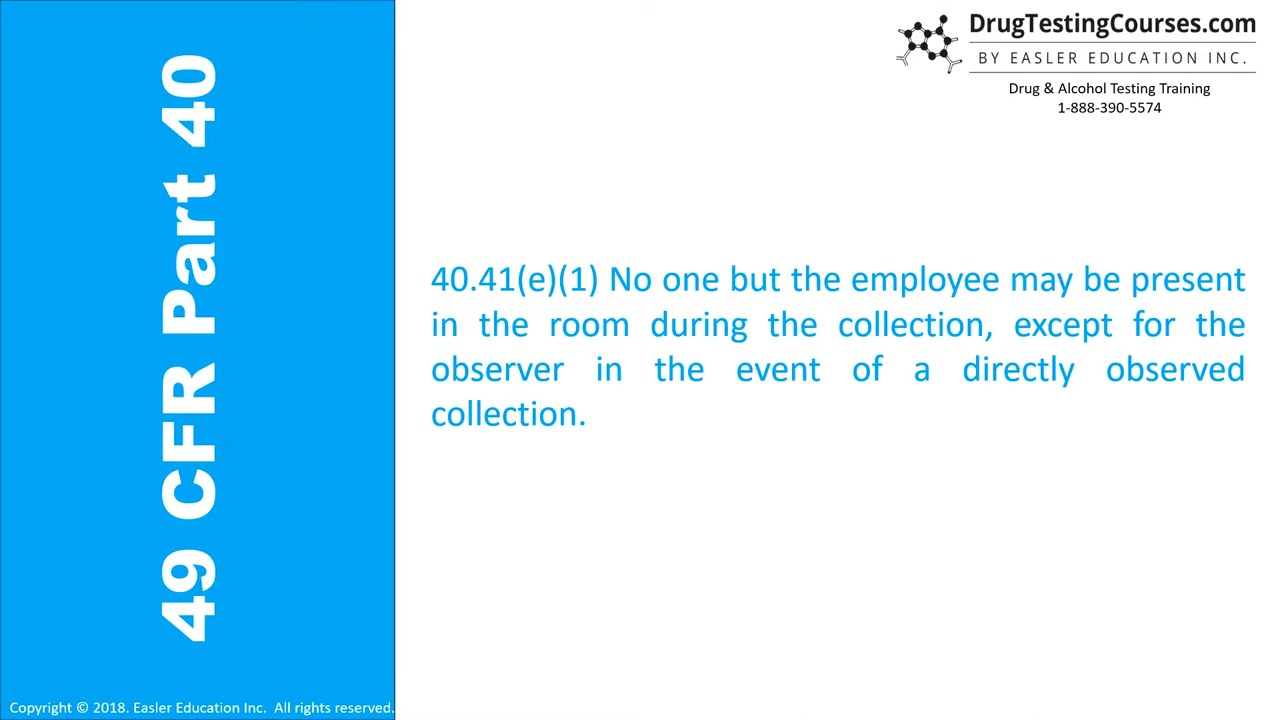 49 CFR Part 40
DrugTestingCourses.com
BY EASLER EDUCATION INC.
Drug & Alcohol Testing Training
1-888-390-5574
40.41(e)(1) No one but the employee may be present
in the room during the collection, except for the
observer in the event of a directly observed
collection.
Copyright © 2018. Easler Education Inc. All rights reserved.